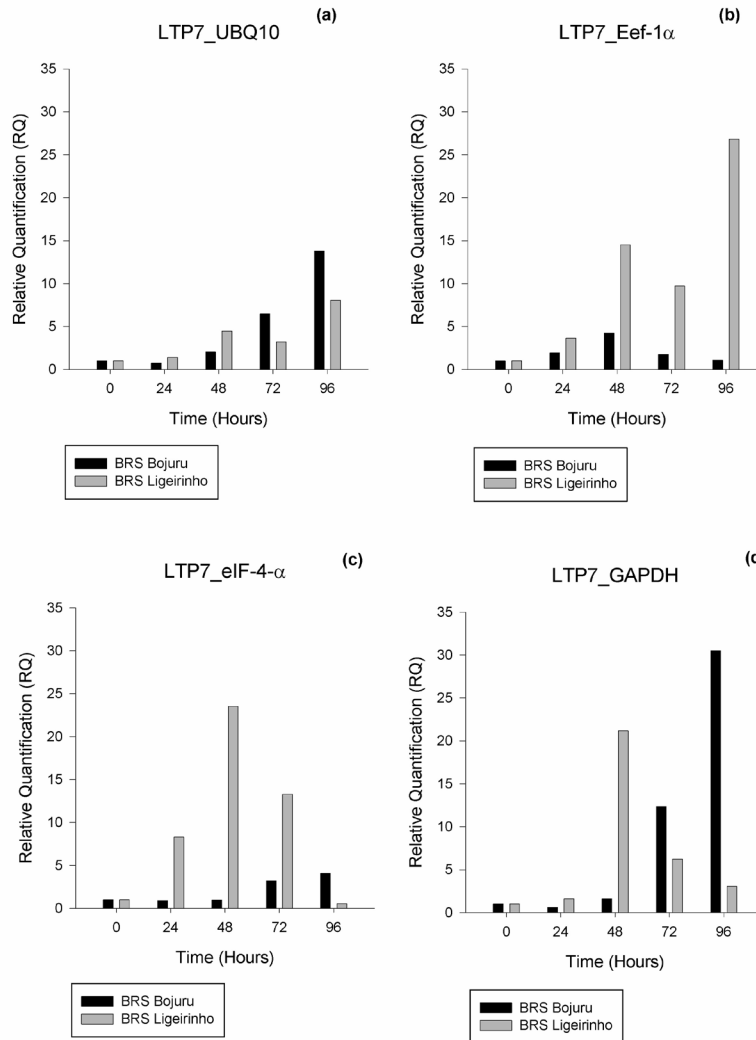 (a)
LTP7_UBQ10
35
30
25
20
15
10
5
0
Relative Quantification (RQ)
0 24 48 72 96
Time (Hours)
BRS Bojuru
BRS Ligeirinho
(b)
LTP7_Eef-1α
35
30
25
20
15
10
5
0
Relative Quantification (RQ)
0 24 48 72 96
Time (Hours)
BRS Bojuru
BRS Ligeirinho
(c)
LTP7_eIF-4-α
35
30
25
20
15
10
5
0
Relative Quantification (RQ)
0 24 48 72 96
Time (Hours)
BRS Bojuru
BRS Ligeirinho
(d
LTP7_GAPDH
35
30
25
20
15
10
5
0
Relative Quantification (RQ)
0 24 48 72 96
Time (Hours)
BRS Bojuru
BRS Ligeirinho